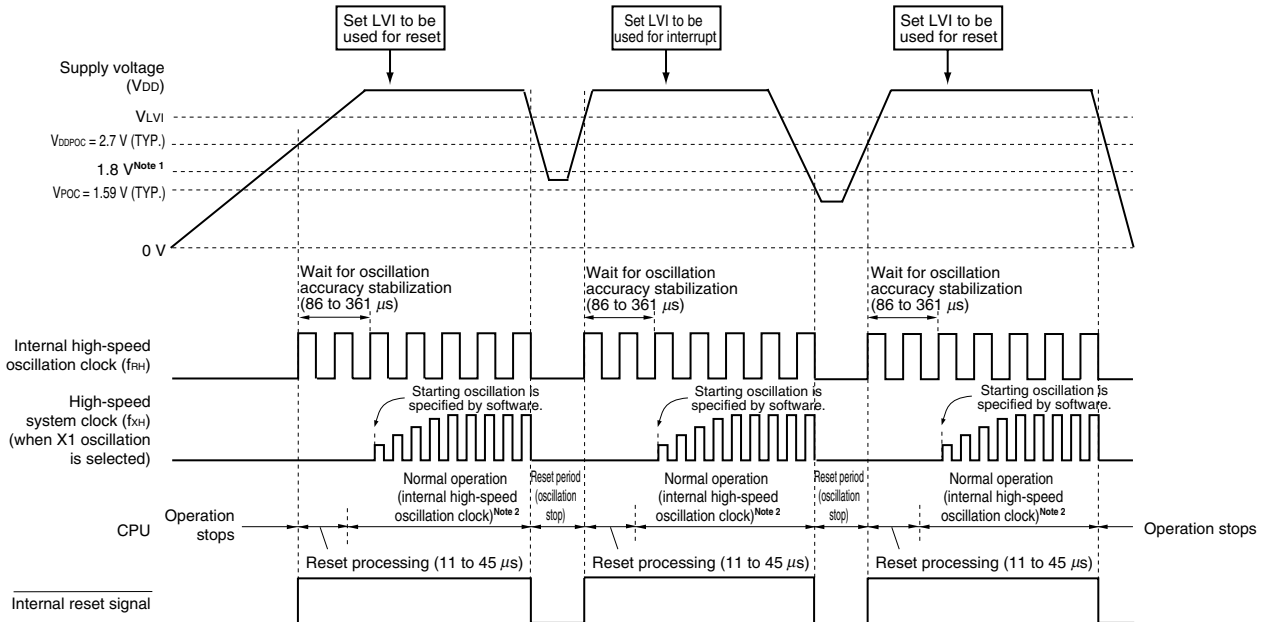 Set LVI to be
used for reset
Set LVI to be
used for interrupt
Set LVI to be
used for reset
Supply voltage
(VDD)
VLVI
VDDPOC = 2.7 V (TYP.)
1.8 V Note 1
VPOC = 1.59 V (TYP.)
0 V
Wait for oscillation
accuracy stabilization
(86 to 361 μs)
Wait for oscillation
accuracy stabilization
(86 to 361 μs)
Wait for oscillation
accuracy stabilization
(86 to 361 μs)
Internal high-speed
oscillation clock (fRH)
Starting oscillation is
specified by software.
Starting oscillation is
specified by software.
Starting oscillation is
specified by software.
High-speed
system clock (fXH)
(when X1 oscillation
is selected)
Normal operation
(internal high-speed
oscillation clock) Note 2
Reset period
(oscillation
stop)
Normal operation
(internal high-speed
oscillation clock) Note 2
Reset period
(oscillation
stop)
Normal operation
(internal high-speed
oscillation clock) Note 2
CPU
Operation
stops
Operation stops
Reset processing (11 to 45 μs)
Reset processing (11 to 45 μs)
Reset processing (11 to 45 μs)
Internal reset signal